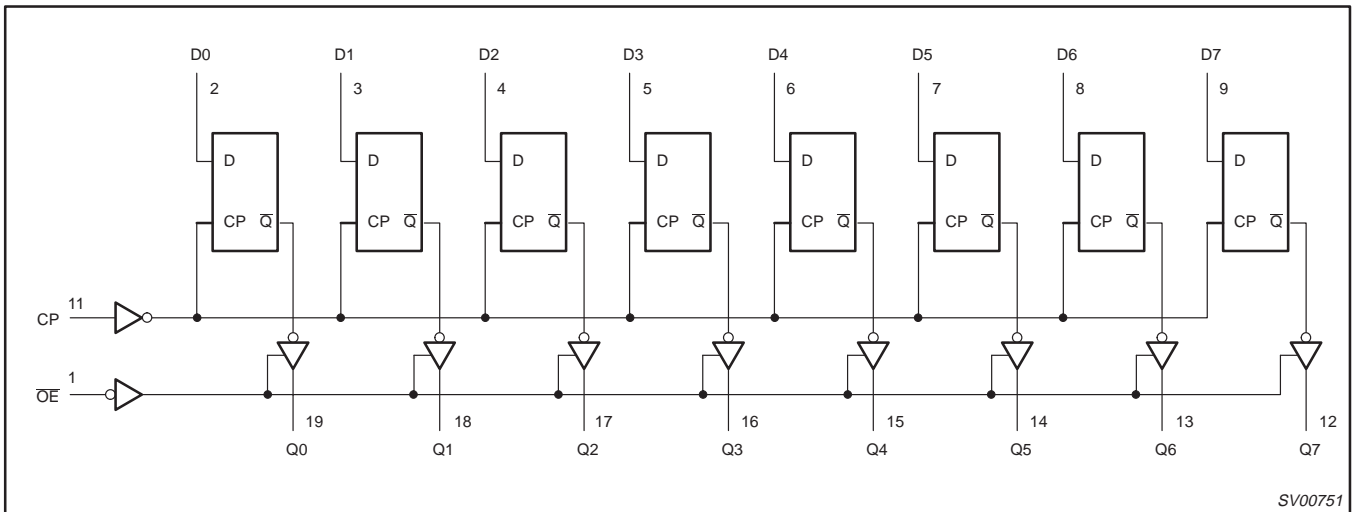 D0 D1 D2 D3 D4 D5 D6 D7
2 3 4 5 6 7 8 9
D D D D D D D D
CP Q̅ CP Q̅ CP Q̅ CP Q̅ CP Q̅ CP Q̅ CP Q̅ CP Q̅
11
CP
1
O̅E̅
19 18 17 16 15 14 13 12
Q0 Q1 Q2 Q3 Q4 Q5 Q6 Q7
SV00751